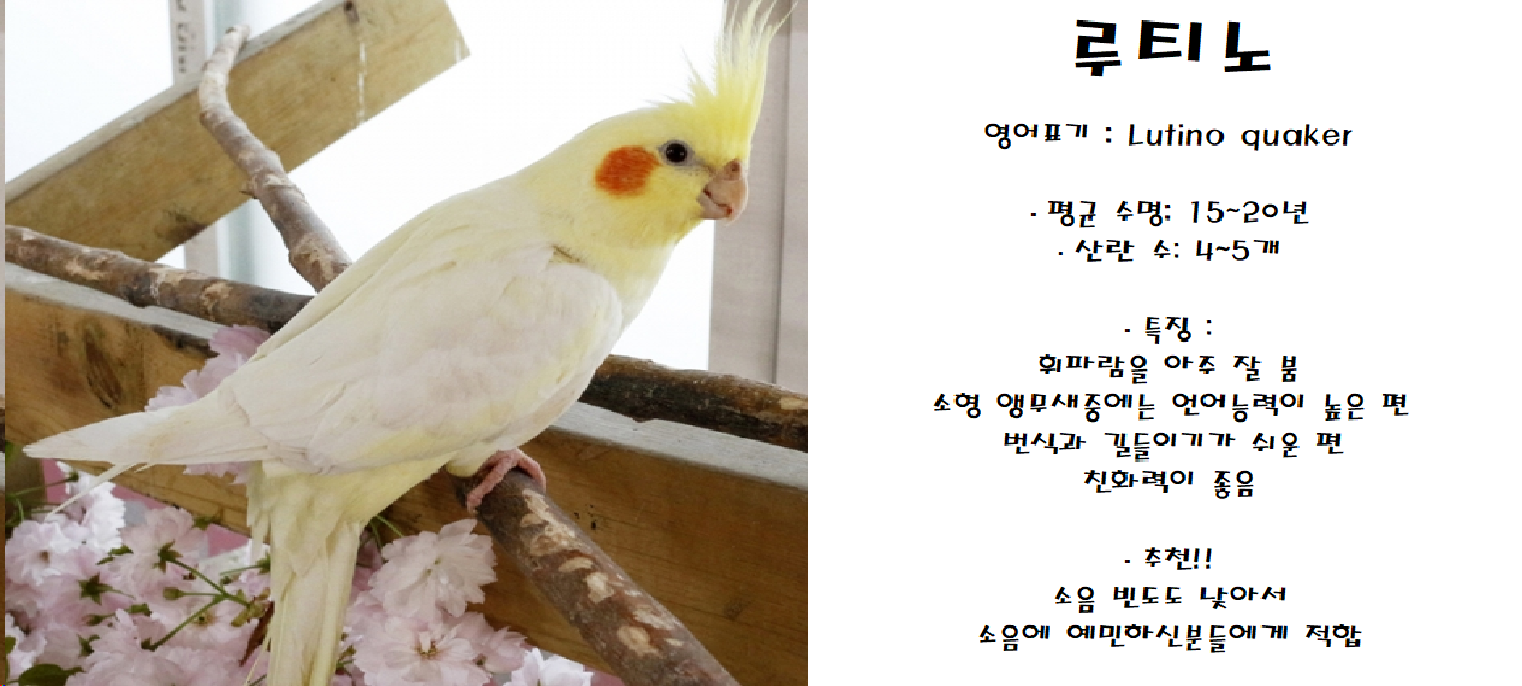 루티노
영어표기 : Lutino quaker
- 평균 수명: 15~20년
- 산란 수: 4~5개
- 특징 :
휘파람을 아주 잘 붐
소형 앵무새중에는 언어능력이 높은 편
번식과 길들이기가 쉬운 편
친화력이 좋음
- 추천!!
소음 빈도도 낮아서
소음에 예민하신분들에게 적합